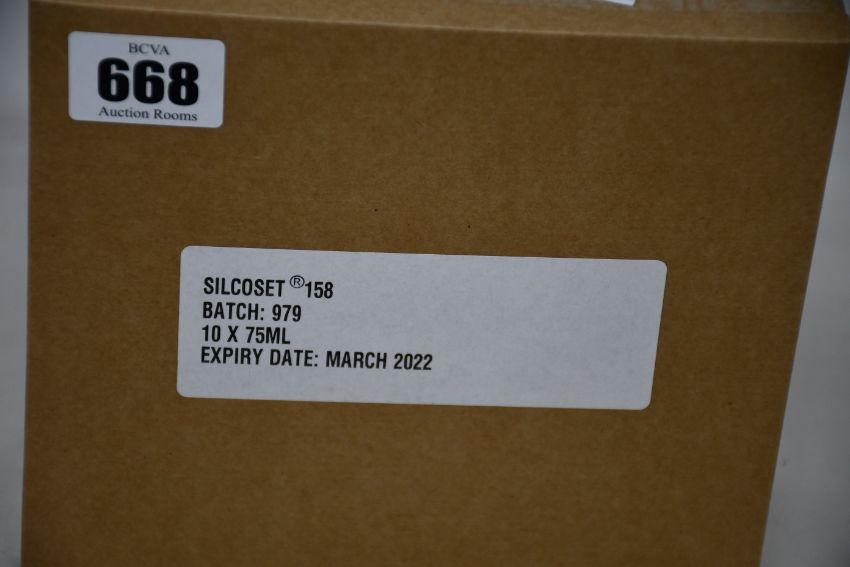 BCVA
668
Auction Rooms
SILCOSET ®158
BATCH: 979
10 X 75ML
EXPIRY DATE: MARCH 2022